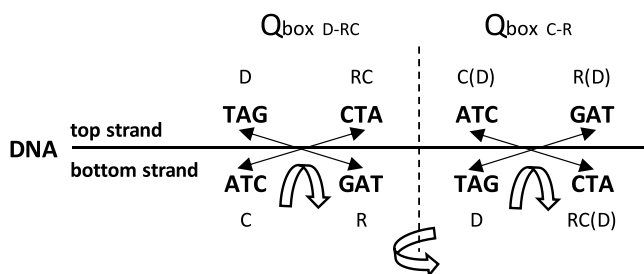 Qbox D-RC Qbox C-R
D RC C(D) R(D)
TAG CTA ATC GAT
top strand
DNA
bottom strand
ATC GAT TAG CTA
C R D RC(D)